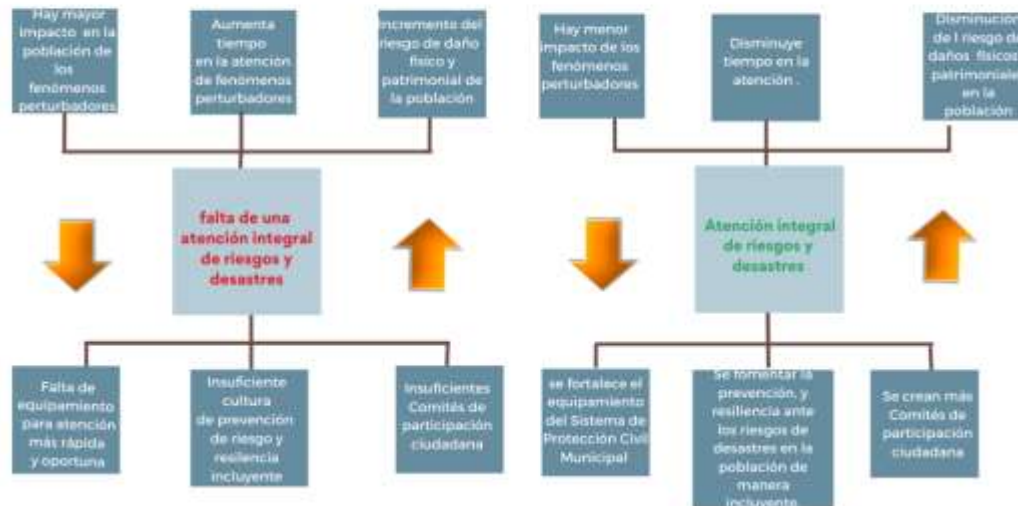 Hay mayor
impacto en la
población de
los
fenómenos
perturbadores
Aumenta
tiempo
en la atención
de fenómenos
perturbadores
Incremento del
riesgo de daño
físico y
patrimonial de
la población
falta de una
atención integral
de riesgos y
desastres
Falta de
equipamiento
para atención
más rápida
y oportuna
Insuficiente
cultura
de prevención
de riesgo y
resiliencia
incluyente
Insuficientes
Comités de
participación
ciudadana
Hay menor
impacto de los
fenómenos
perturbadores
Disminuye
tiempo en la
atención
Disminución
de l riesgo de
daños físicos
patrimoniale
en la
población
Atención integral
de riesgos y
desastres
se fortalece el
equipamiento
del Sistema de
Protección Civil
Municipal
Se fomentar la
prevención, y
resiliencia ante
los riesgos de
desastres en la
población de
manera
incluyente
Se crean más
Comités de
participación
ciudadana